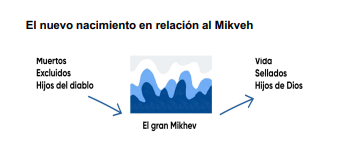 El nuevo nacimiento en relación al Mikveh
Muertos
Excluidos
Hijos del diablo
Vida
Sellados
Hijos de Dios
El gran Mikhev